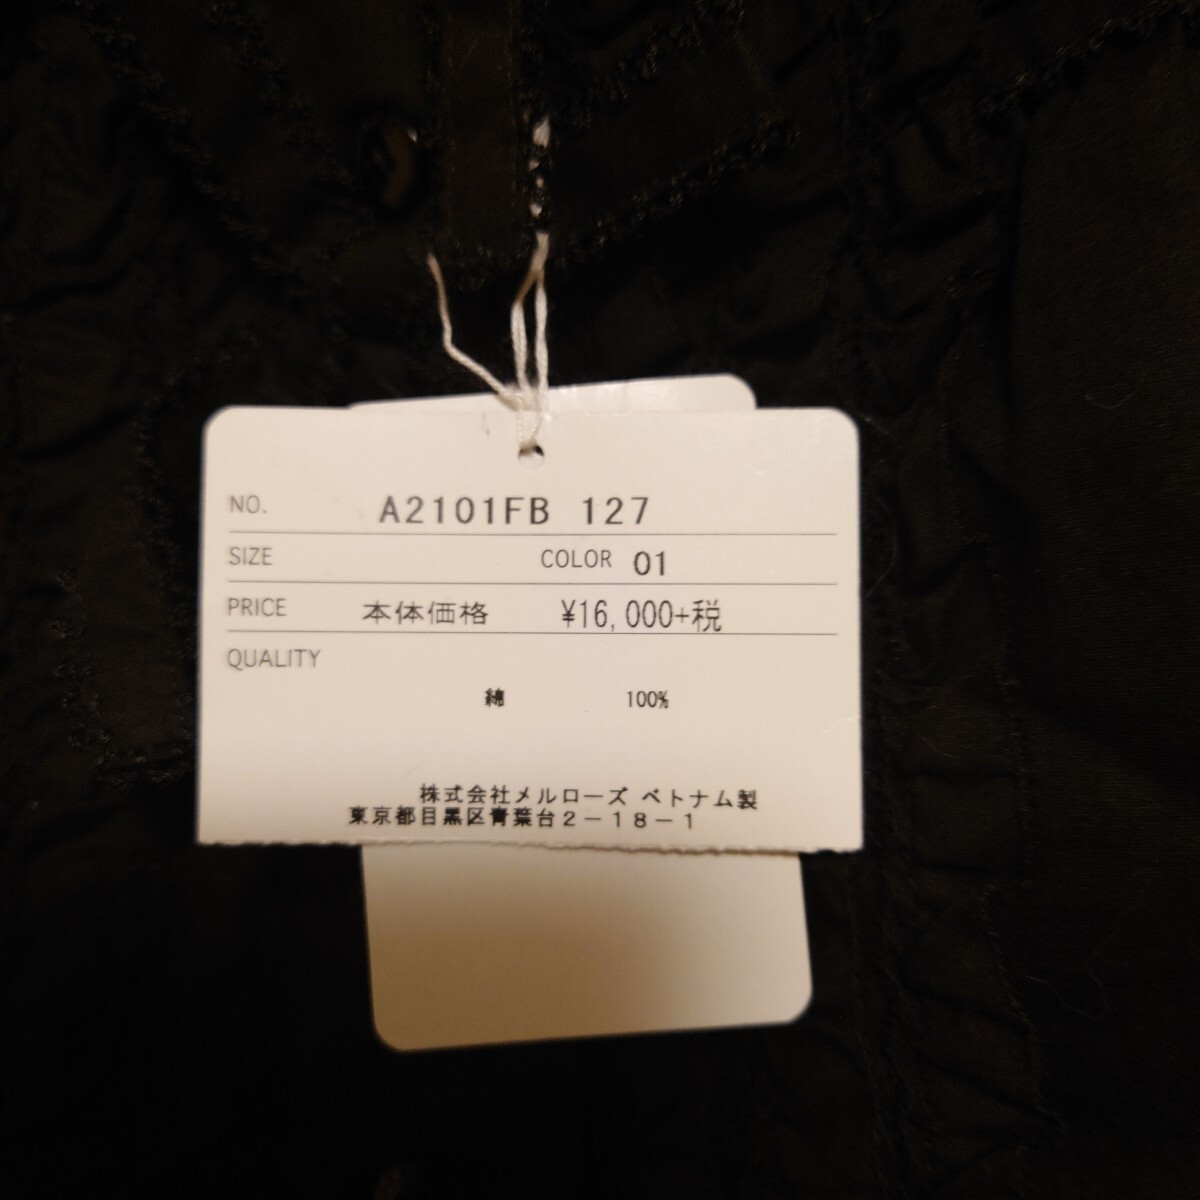 NO. A2101FB 127
SIZE COLOR 01
PRICE 本体価格 ¥16,000+税
QUALITY
綿 100%
株式会社メルローズ ベトナム製
東京都目黒区青葉台2－18－1